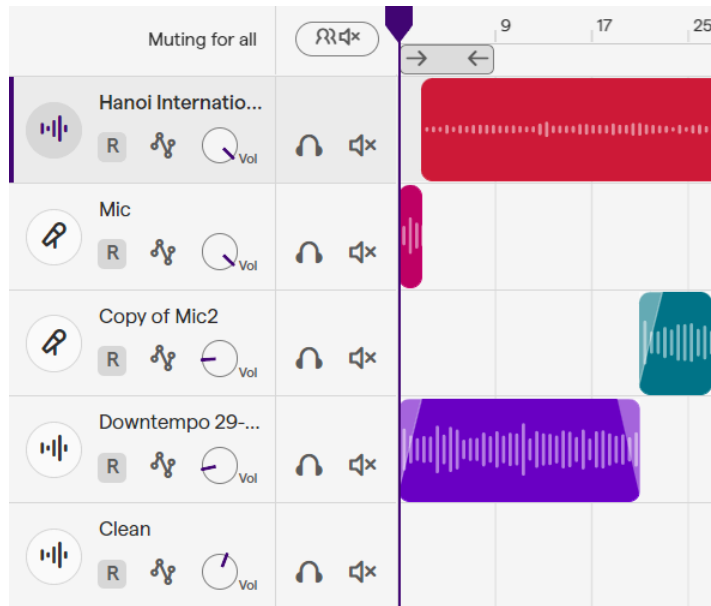 Muting for all
9 17 25
Hanoi Internatio...
R Vol
Mic
R Vol
Copy of Mic2
R Vol
Downtempo 29-...
R Vol
Clean
R Vol